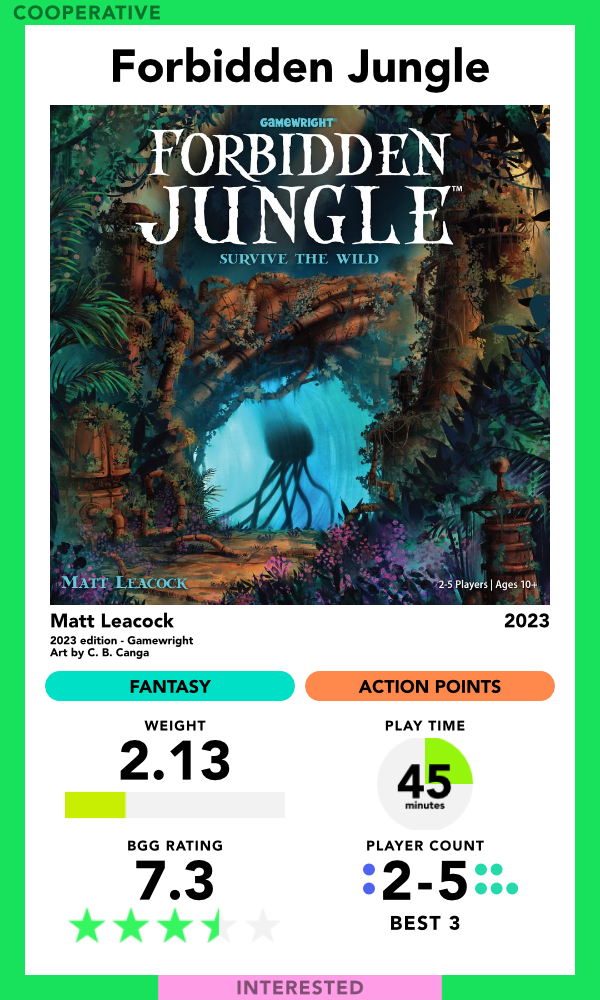 COOPERATIVE
Forbidden Jungle
GAMEWRIGHT
FORBIDDEN
JUNGLE™
SURVIVE THE WILD
MATT LEACOCK
2-5 Players | Ages 10+
Matt Leacock
2023
2023 edition - Gamewright
Art by C. B. Canga
FANTASY
ACTION POINTS
WEIGHT
2.13
PLAY TIME
45
minutes
BGG RATING
7.3
PLAYER COUNT
2-5
BEST 3
INTERESTED